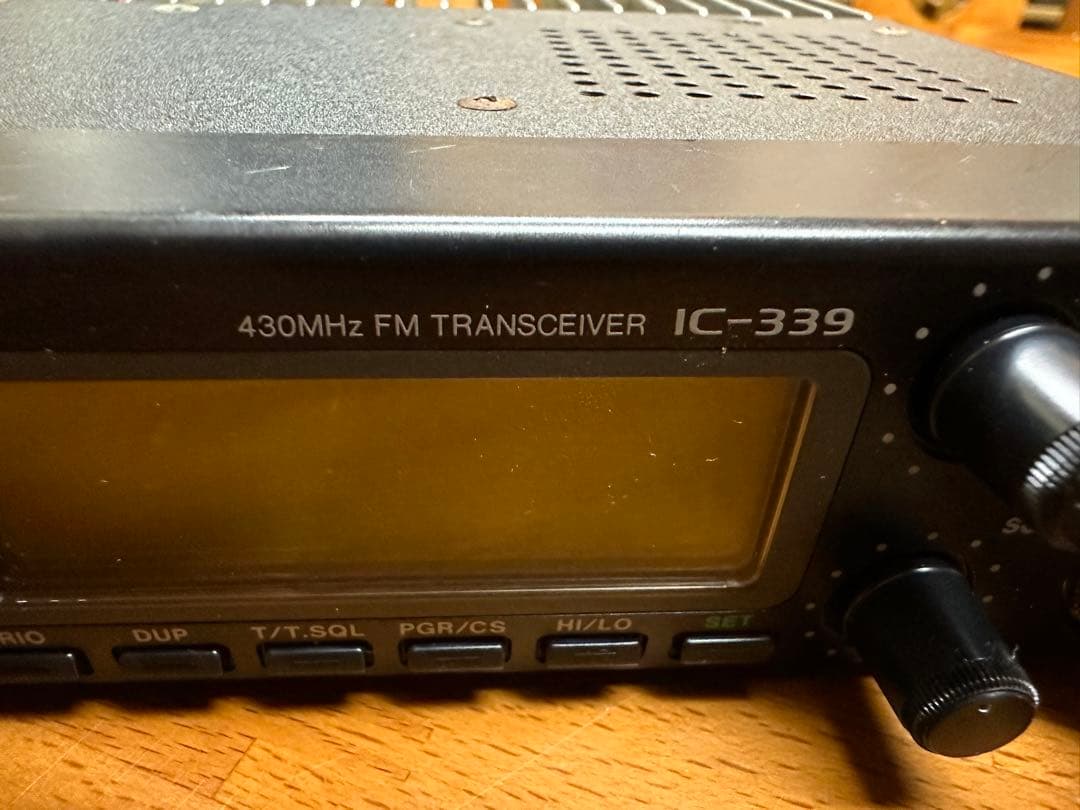 430MHz FM TRANSCEIVER IC-339
DUP T/T.SQL PGR/CS HI/LO SET